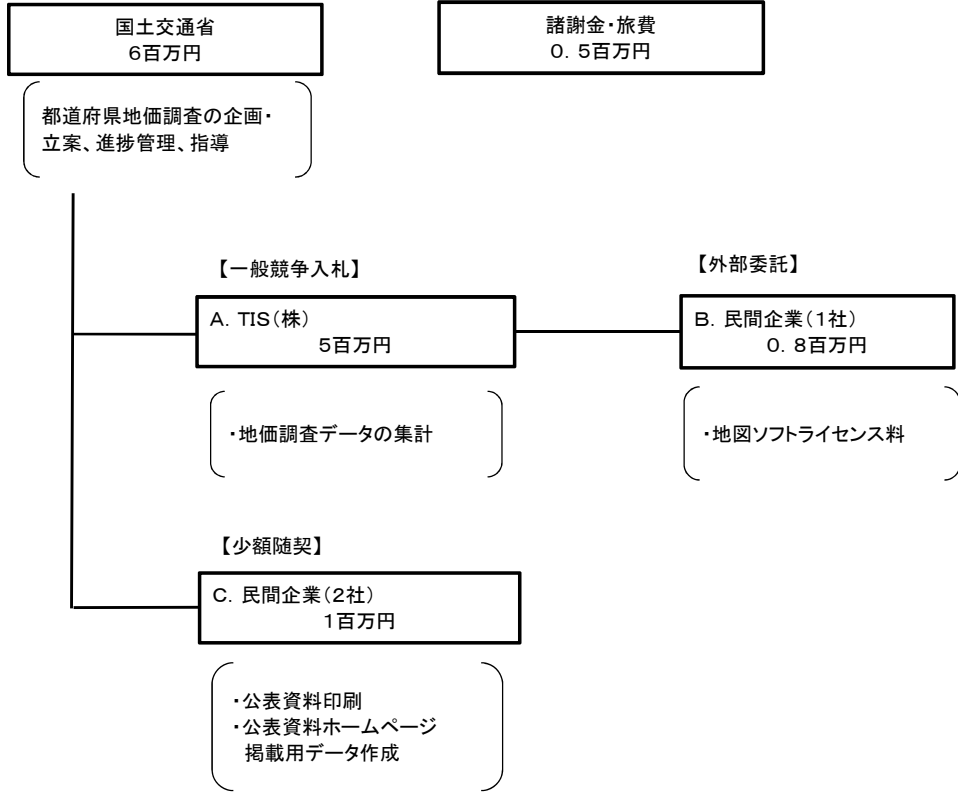 国土交通省
6百万円
諸謝金・旅費
0．5百万円
都道府県地価調査の企画・
立案、進捗管理、指導
【一般競争入札】
【外部委託】
A．TIS（株）
5百万円
B．民間企業（1社）
0．8百万円
・地価調査データの集計
・地図ソフトライセンス料
【少額随契】
C．民間企業（2社）
1百万円
・公表資料印刷
・公表資料ホームページ
掲載用データ作成